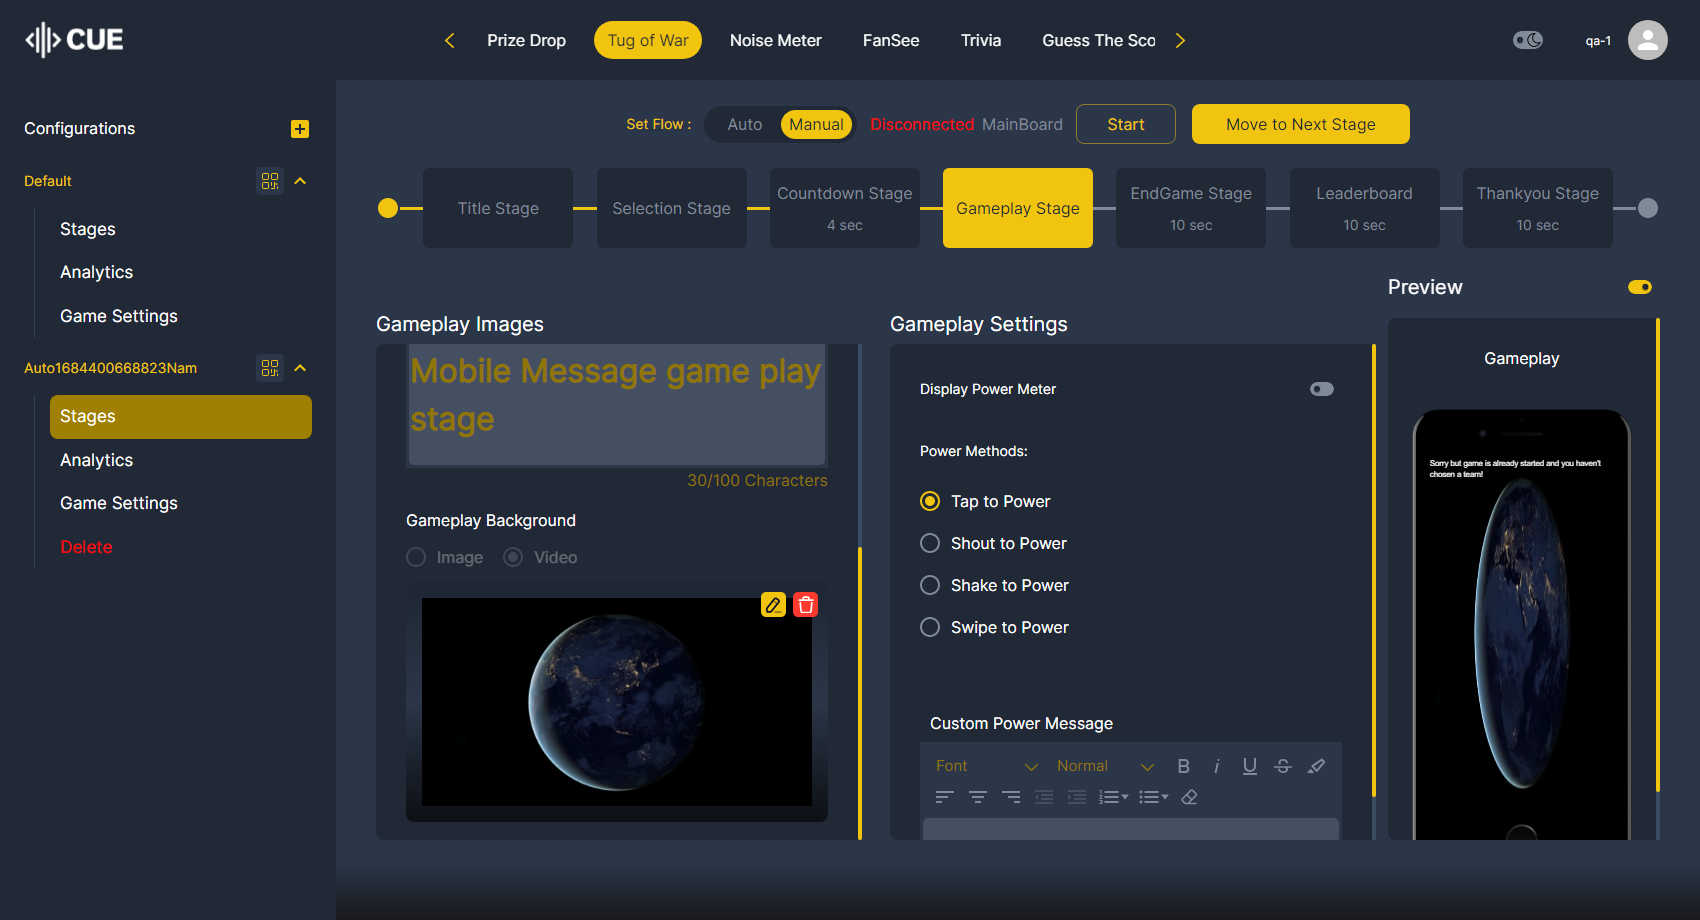 CUE
Prize Drop
Tug of War
Noise Meter
FanSee
Trivia
Guess The Sco
qa-1
Configurations
Default
Stages
Analytics
Game Settings
Auto1684400668823Nam
Stages
Analytics
Game Settings
Delete
Set Flow :
Auto
Manual
Disconnected MainBoard
Start
Move to Next Stage
Title Stage
Selection Stage
Countdown Stage
4 sec
Gameplay Stage
EndGame Stage
10 sec
Leaderboard
10 sec
Thankyou Stage
10 sec
Gameplay Images
Mobile Message game play
stage
30/100 Characters
Gameplay Background
Image
Video
Gameplay Settings
Display Power Meter
Power Methods:
Tap to Power
Shout to Power
Shake to Power
Swipe to Power
Custom Power Message
Font
Normal
B i U S
Preview
Gameplay
Sorry but game is already started and you haven't
chosen a team!